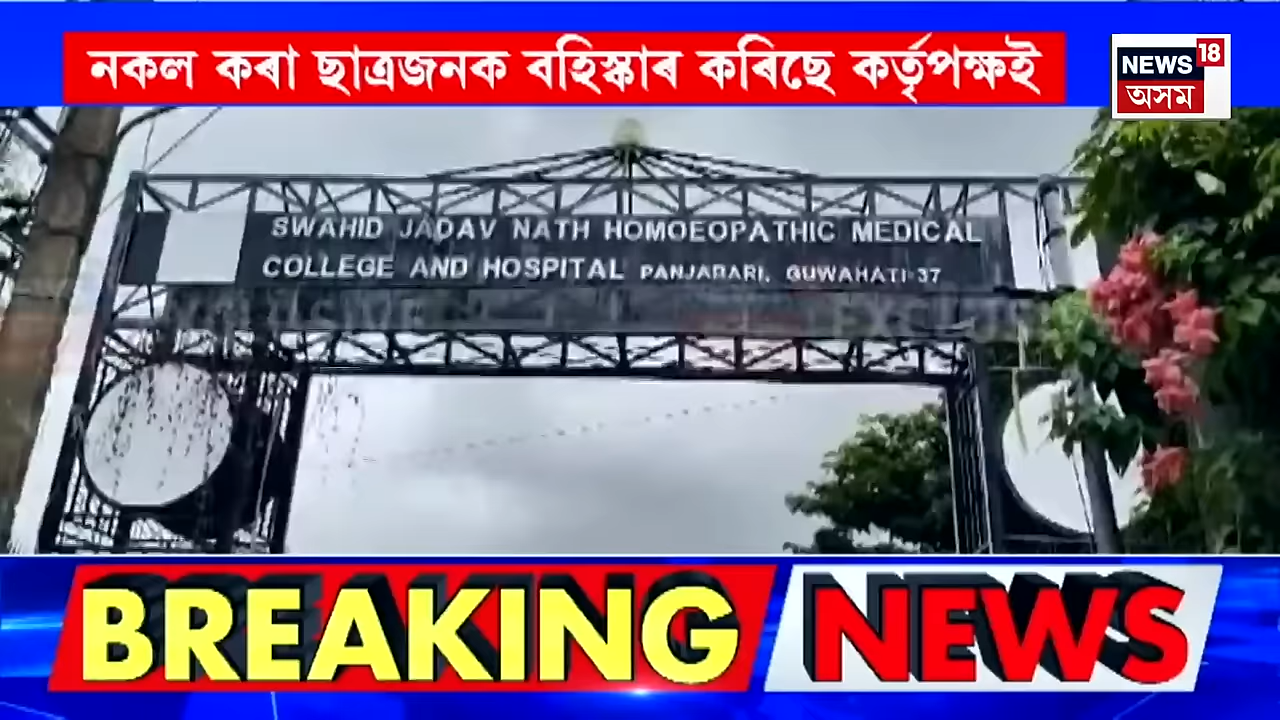 নকল কৰা ছাত্ৰজনক বহিস্কাৰ কৰিছে কৰ্তৃপক্ষই
NEWS 18
অসম
SWAHID JADAV NATH HOMOEOPATHIC MEDICAL
COLLEGE AND HOSPITAL PANJABARI, GUWAHATI-37
BREAKING NEWS